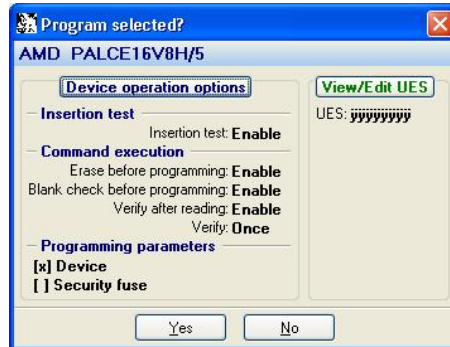 Program selected?
AMD PALCE16V8H/5
Device operation options
Insertion test
Insertion test: Enable
Command execution
Erase before programming: Enable
Blank check before programming: Enable
Verify after reading: Enable
Verify: Once
Programming parameters
[x] Device
[ ] Security fuse
View/Edit UES
UES: ÿÿÿÿÿÿÿÿ
Yes
No